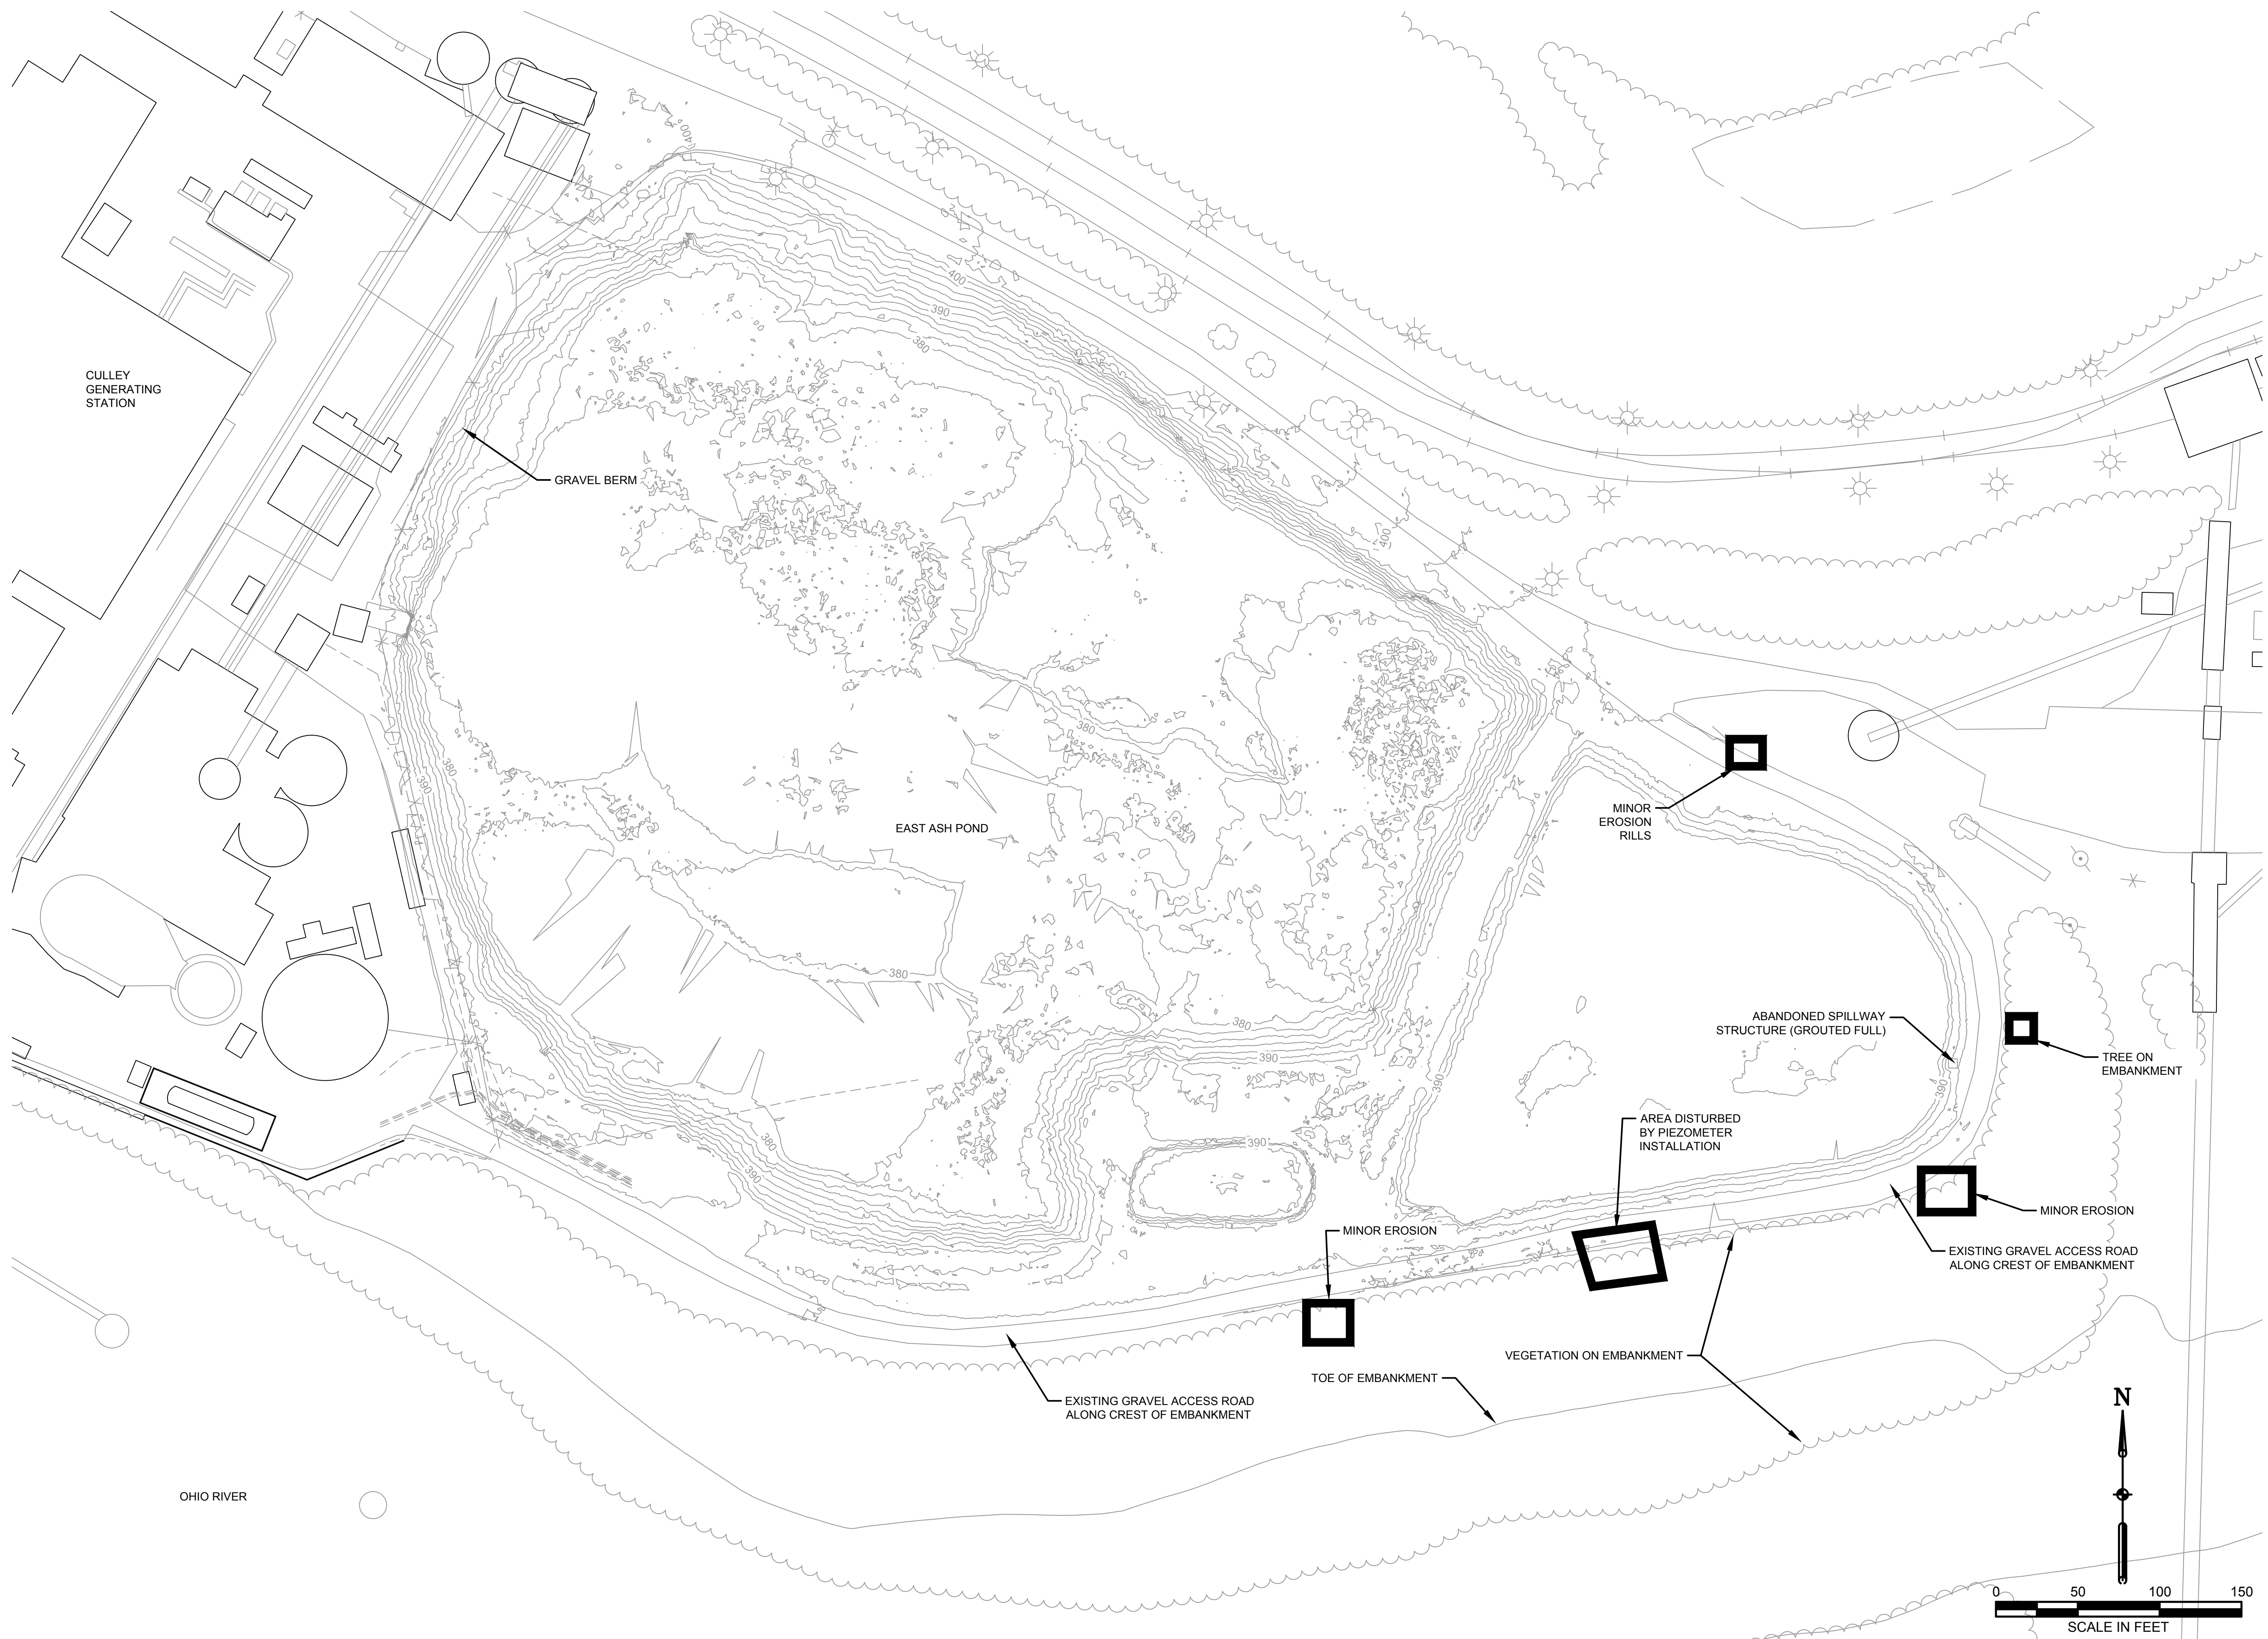 400
400
390
380
CULLEY
GENERATING
STATION
GRAVEL BERM
400
380
380
390
MINOR
EROSION
RILLS
EAST ASH POND
380
ABANDONED SPILLWAY
STRUCTURE (GROUTED FULL)
380
390
TREE ON
EMBANKMENT
390
390
AREA DISTURBED
BY PIEZOMETER
INSTALLATION
380
390
390
MINOR EROSION
MINOR EROSION
EXISTING GRAVEL ACCESS ROAD
ALONG CREST OF EMBANKMENT
VEGETATION ON EMBANKMENT
TOE OF EMBANKMENT
EXISTING GRAVEL ACCESS ROAD
ALONG CREST OF EMBANKMENT
N
OHIO RIVER
0 50 100 150
SCALE IN FEET